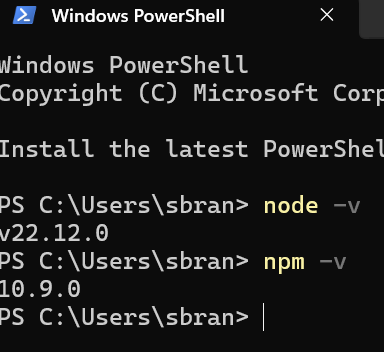 Windows PowerShell
Windows PowerShell
Copyright (C) Microsoft Corp
Install the latest PowerShel
PS C:\Users\sbran> node -v
v22.12.0
PS C:\Users\sbran> npm -v
10.9.0
PS C:\Users\sbran>